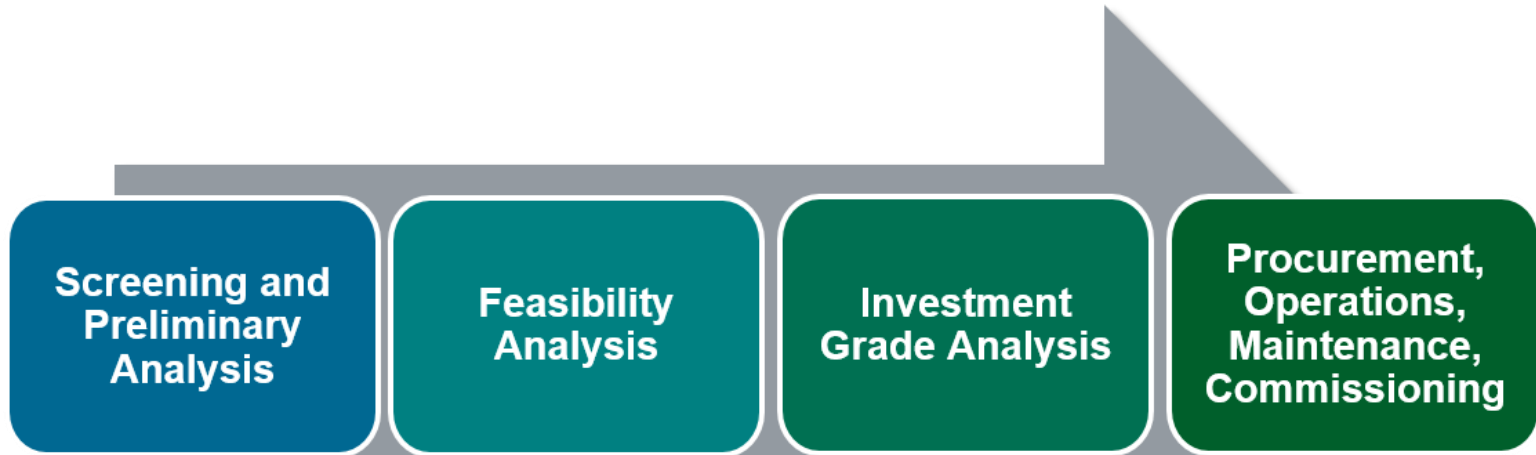 Screening and
Preliminary
Analysis
Feasibility
Analysis
Investment
Grade Analysis
Procurement,
Operations,
Maintenance,
Commissioning